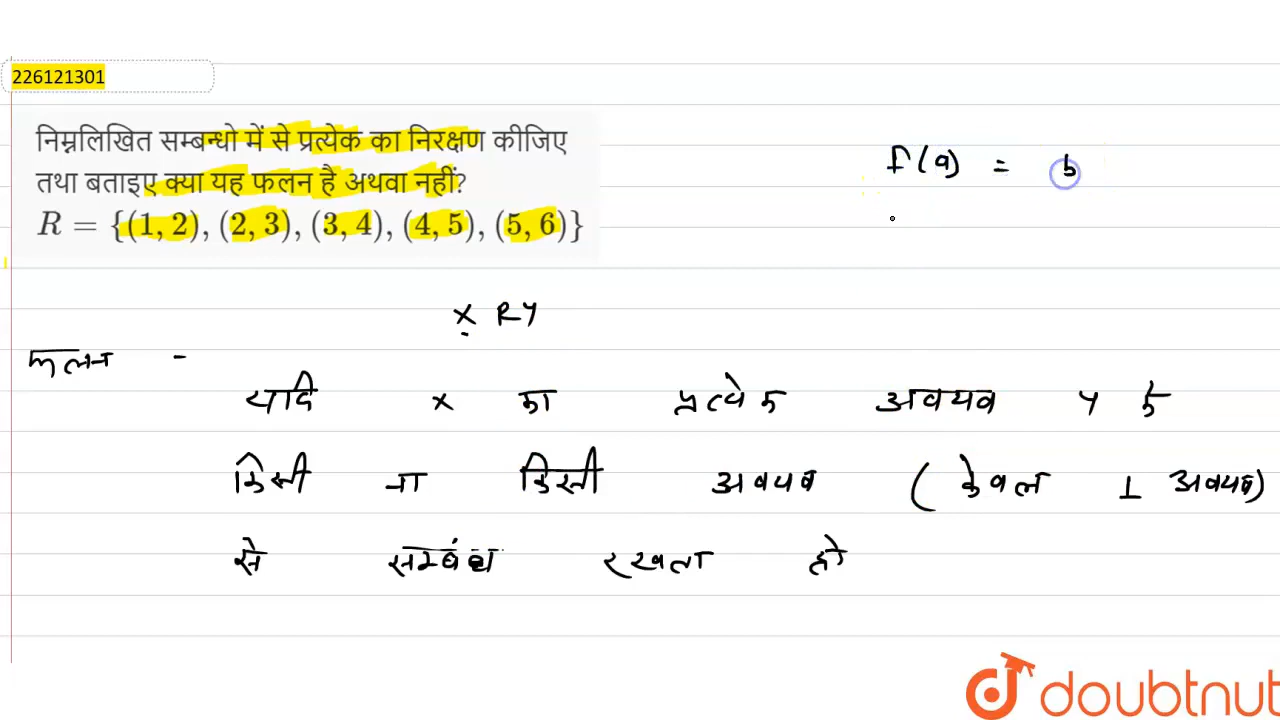 226121301
निम्नलिखित सम्बन्धो में से प्रत्येक का निरक्षण कीजिए
तथा बताइए क्या यह फलन है अथवा नहीं?
R = {(1, 2), (2, 3), (3, 4), (4, 5), (5, 6)}
f(a) = b
x R y
फलन -
यदि x का प्रत्येक अवयव y के
किसी ना किसी अवयव (केवल 1 अवयव)
से सम्बंध रखता हो
doubtnut